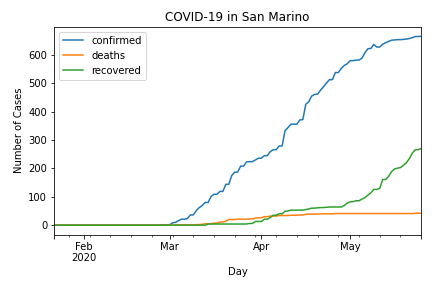 COVID-19 in San Marino
confirmed
deaths
recovered
Number of Cases
600
500
400
300
200
100
0
Feb
2020
Mar
Apr
May
Day